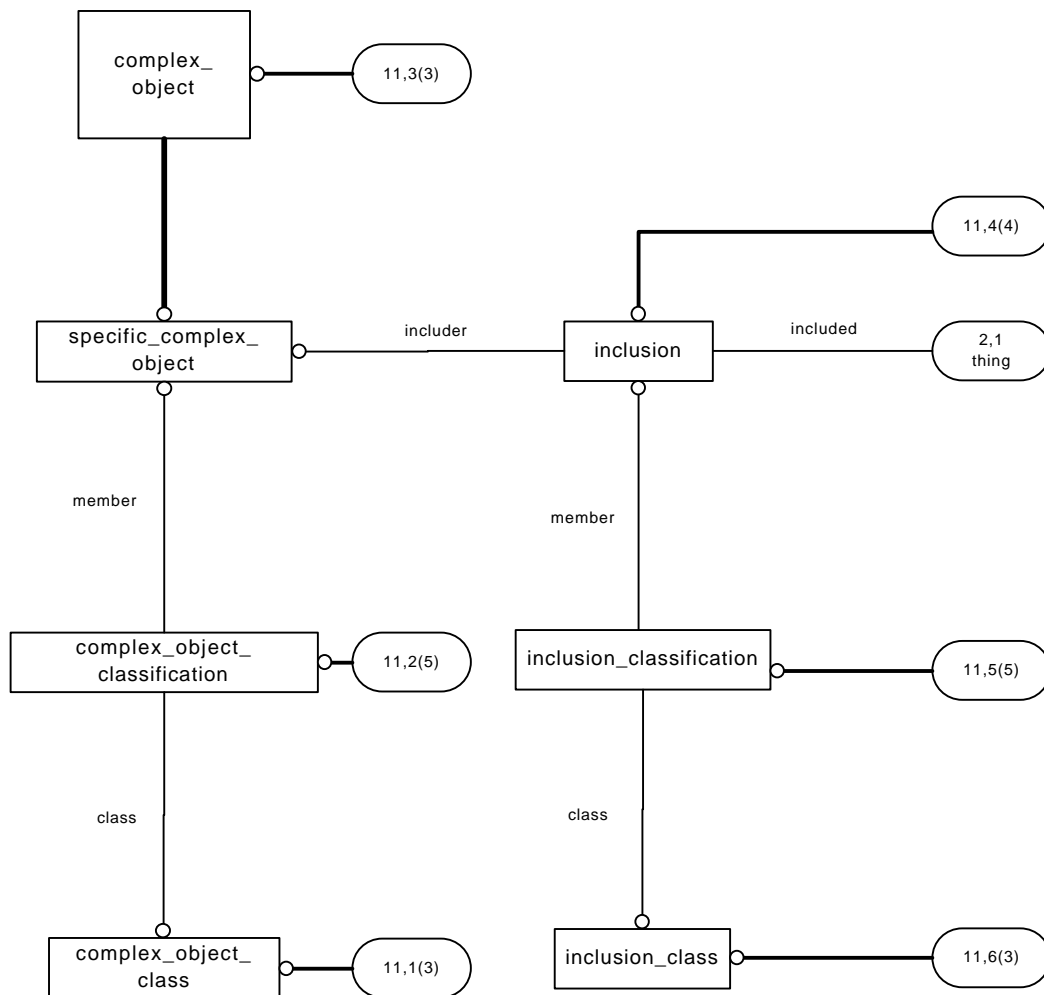 complex_
object
11,3(3)
11,4(4)
specific_complex_
object
includer
inclusion
included
2,1
thing
member
member
complex_object_
classification
11,2(5)
inclusion_classification
11,5(5)
class
class
complex_object_
class
11,1(3)
inclusion_class
11,6(3)